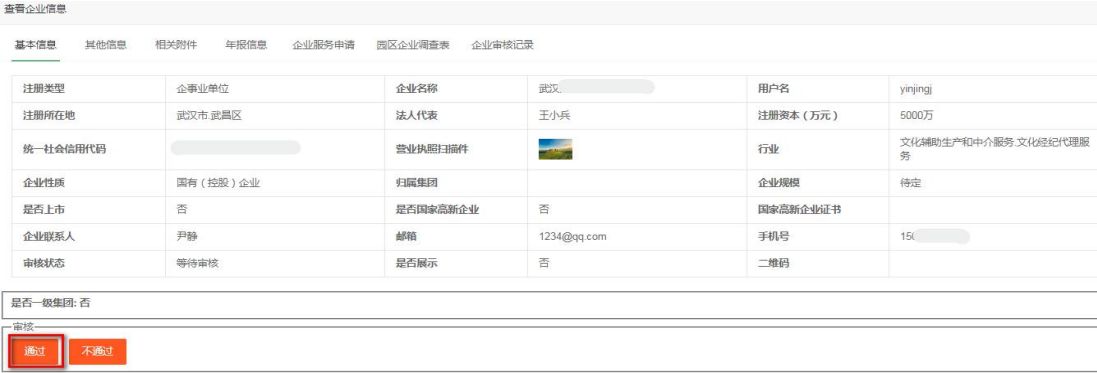 查看企业信息
基本信息 其他信息 相关附件 年报信息 企业服务申请 园区企业调查表 企业审核记录
注册类型 企事业单位 企业名称 武汉 用户名 yinjingj
注册所在地 武汉市.武昌区 法人代表 王小兵 注册资本（万元） 5000万
统一社会信用代码 营业执照扫描件 行业 文化辅助生产和中介服务.文化经纪代理服
务
企业性质 国有（控股）企业 归属集团 企业规模 待定
是否上市 否 是否国家高新企业 否 国家高新企业证书
企业联系人 尹静 邮箱 1234@qq.com 手机号 15
审核状态 等待审核 是否展示 否 二维码
是否一级集团: 否
审核
通过 不通过